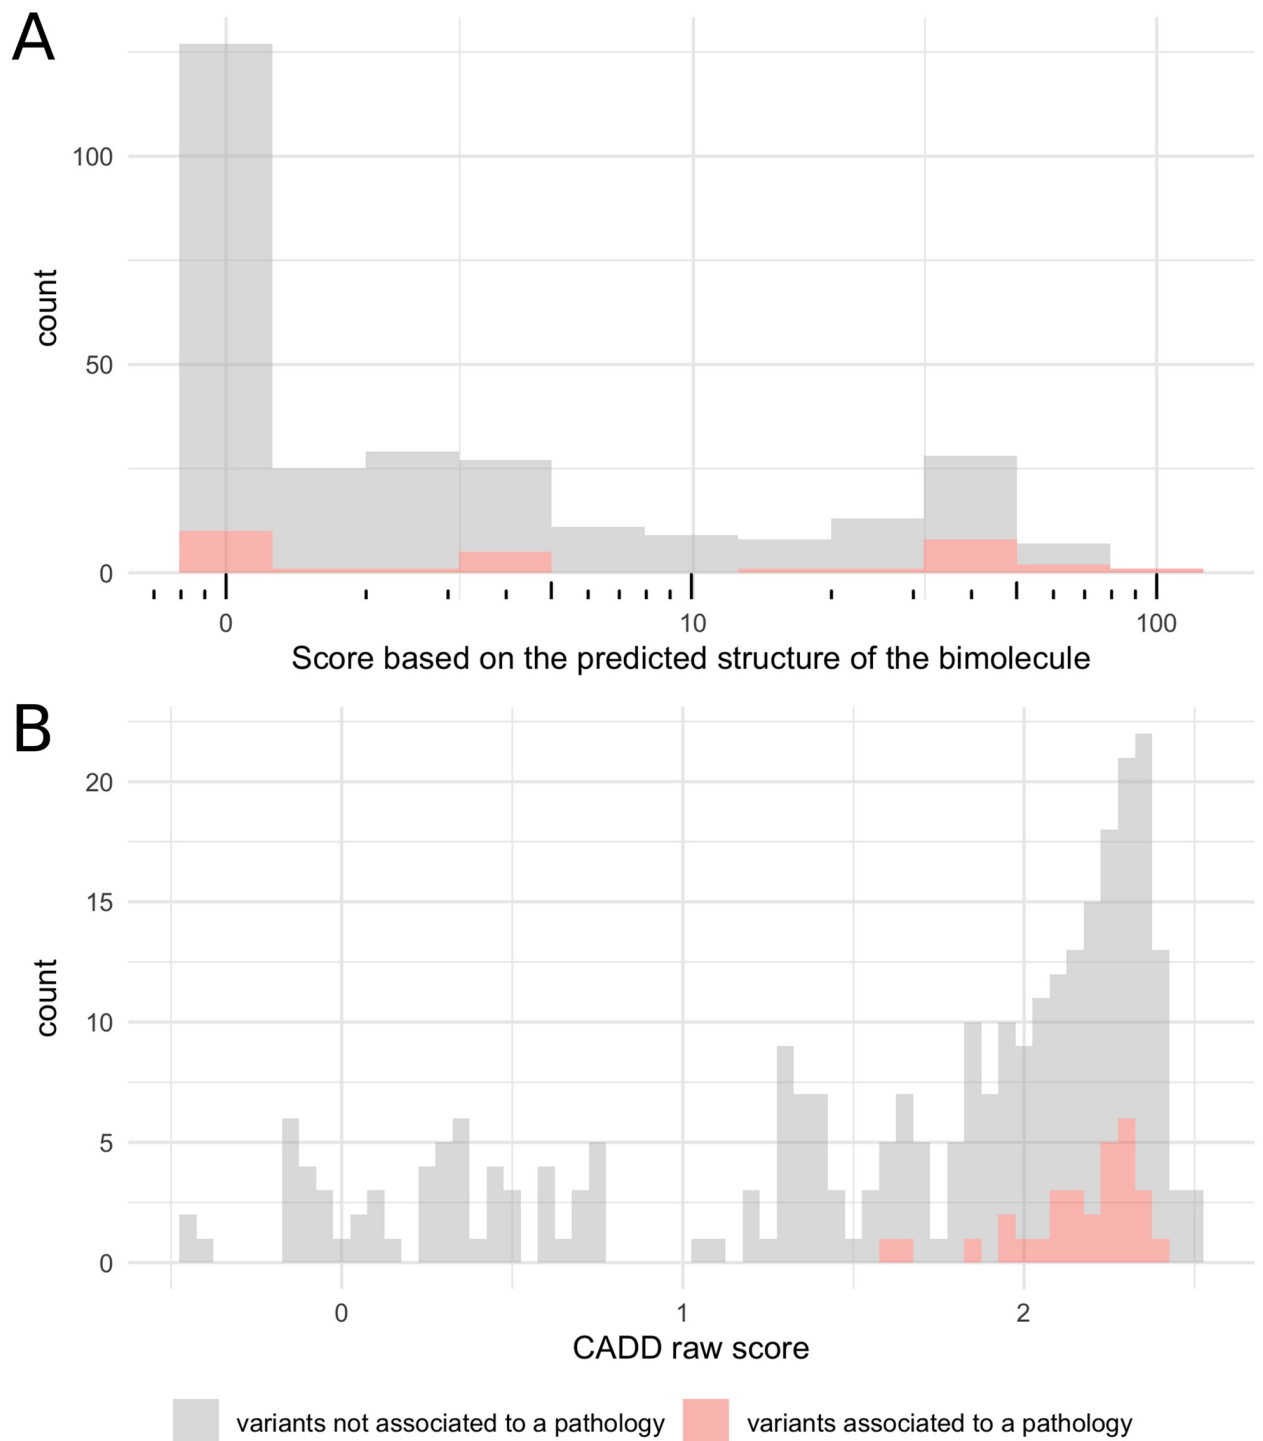 A
count
100
50
0
0 10 100
Score based on the predicted structure of the bimolecule
B
count
20
15
10
5
0
0 1 2
CADD raw score
variants not associated to a pathology variants associated to a pathology